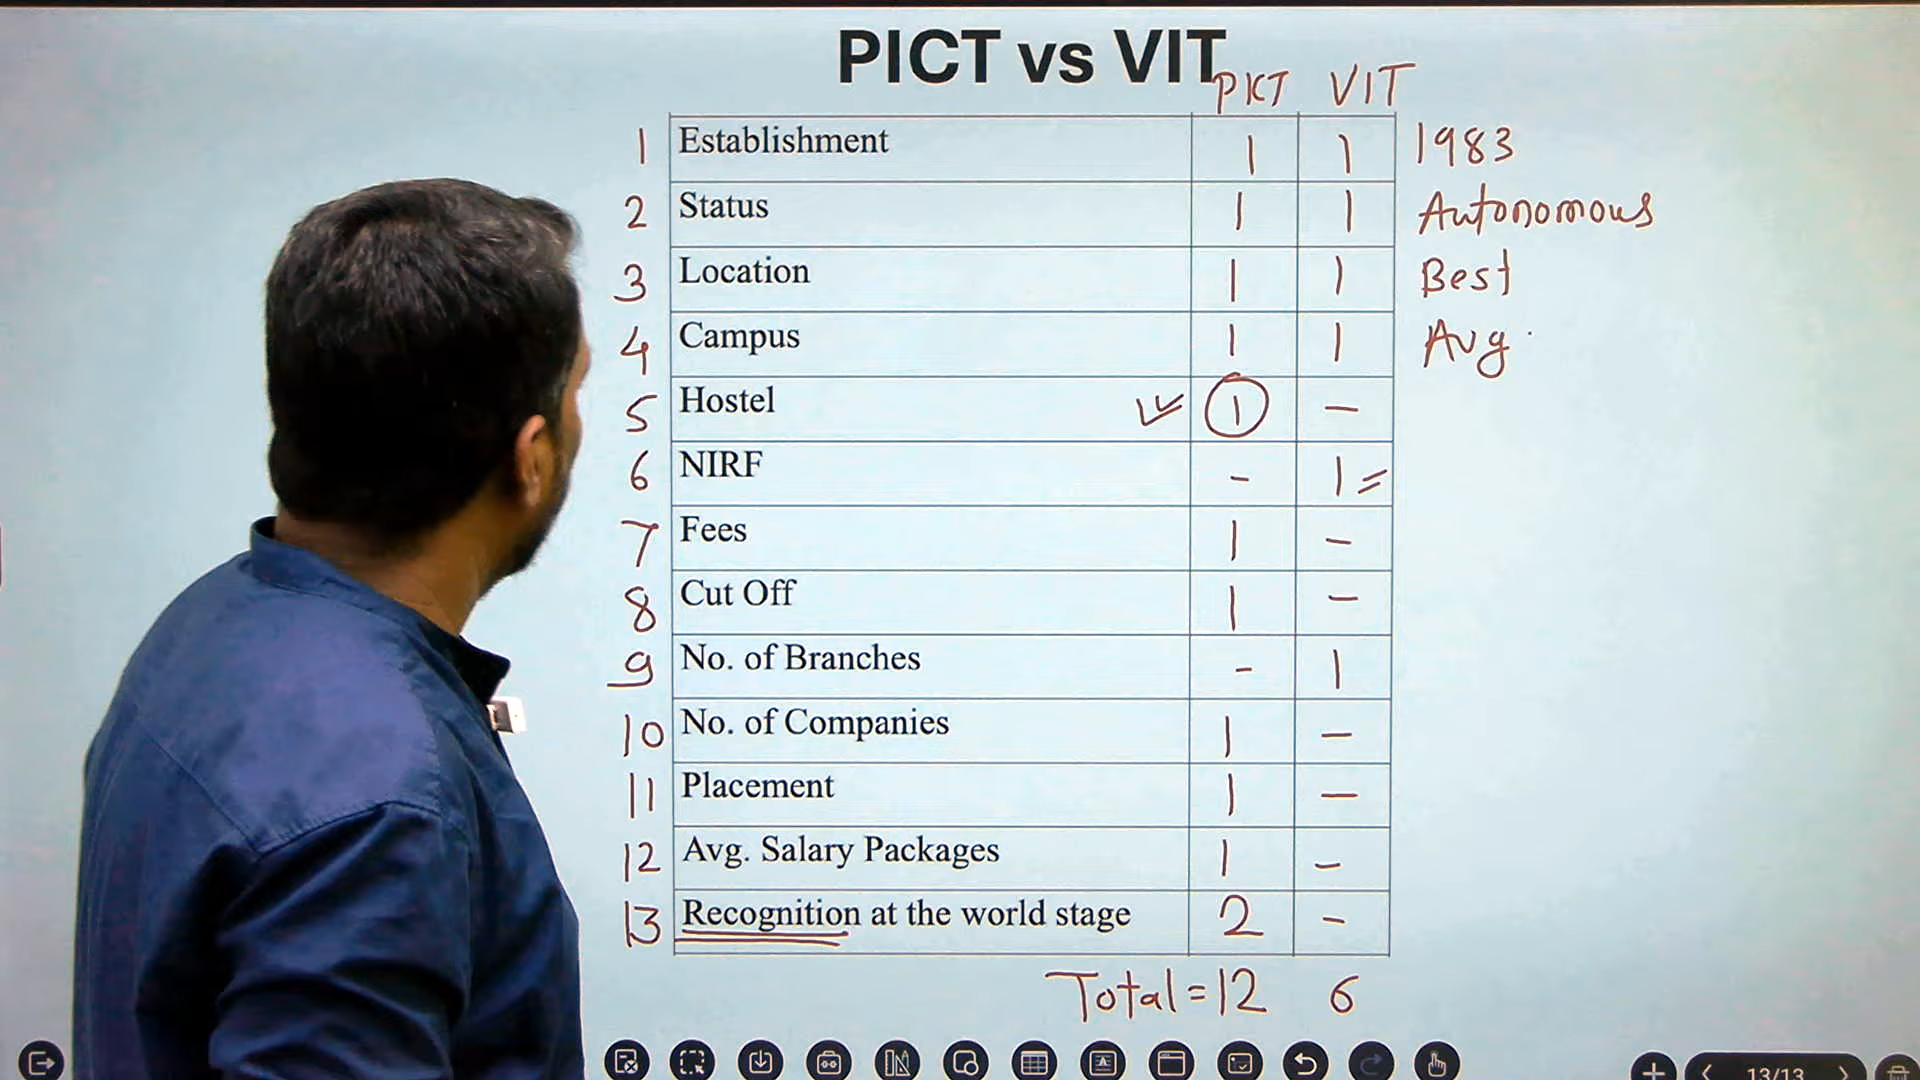 PICT vs VIT
PICT VIT
1 Establishment 1 1 1983
2 Status 1 1 Autonomous
3 Location 1 1 Best
4 Campus 1 1 Avg.
5 Hostel 1 -
6 NIRF - 1 =
7 Fees 1 -
8 Cut Off 1 -
9 No. of Branches - 1
10 No. of Companies 1 -
11 Placement 1 -
12 Avg. Salary Packages 1 -
13 Recognition at the world stage 2 -
Total = 12 6
13/13